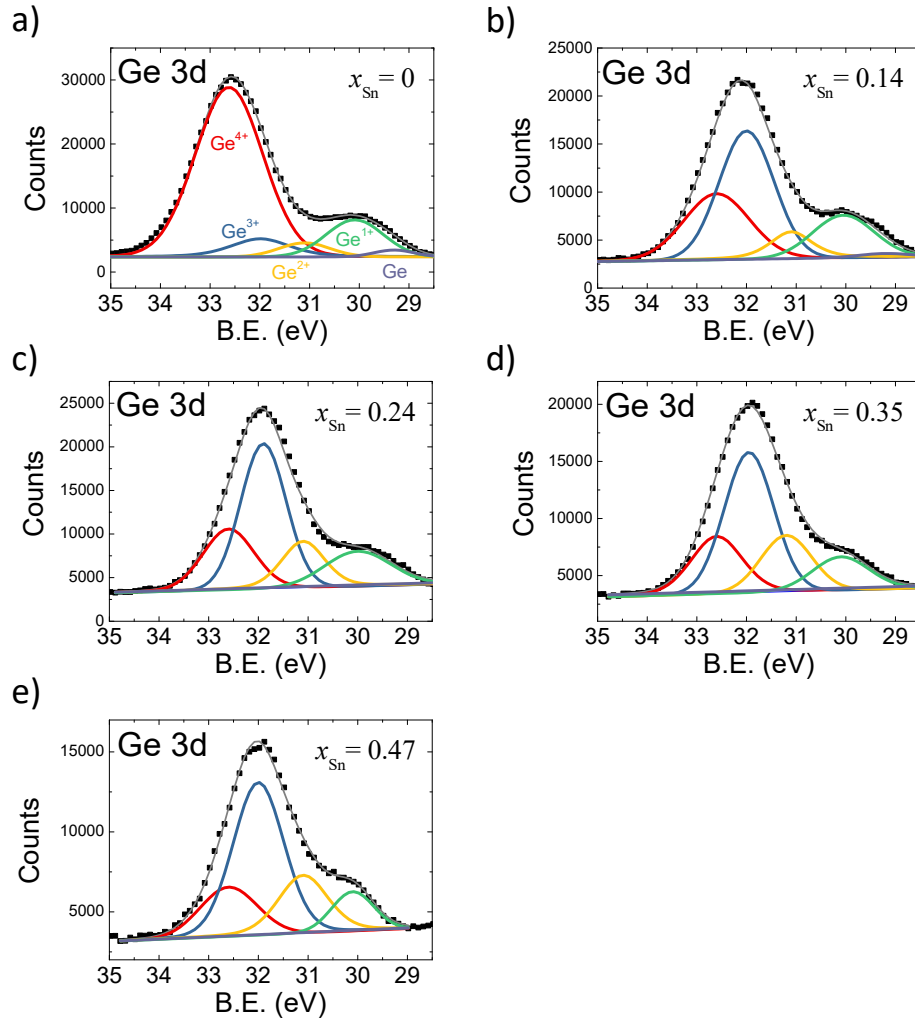 a)
Ge 3d
x_Sn = 0
Ge4+
Ge3+
Ge2+
Ge1+
Ge
30000
20000
10000
0
Counts
35 34 33 32 31 30 29
B.E. (eV)
b)
Ge 3d
x_Sn = 0.14
25000
20000
15000
10000
5000
0
Counts
35 34 33 32 31 30 29
B.E. (eV)
c)
Ge 3d
x_Sn = 0.24
25000
20000
15000
10000
5000
0
Counts
35 34 33 32 31 30 29
B.E. (eV)
d)
Ge 3d
x_Sn = 0.35
20000
15000
10000
5000
Counts
35 34 33 32 31 30 29
B.E. (eV)
e)
Ge 3d
x_Sn = 0.47
15000
10000
5000
Counts
35 34 33 32 31 30 29
B.E. (eV)